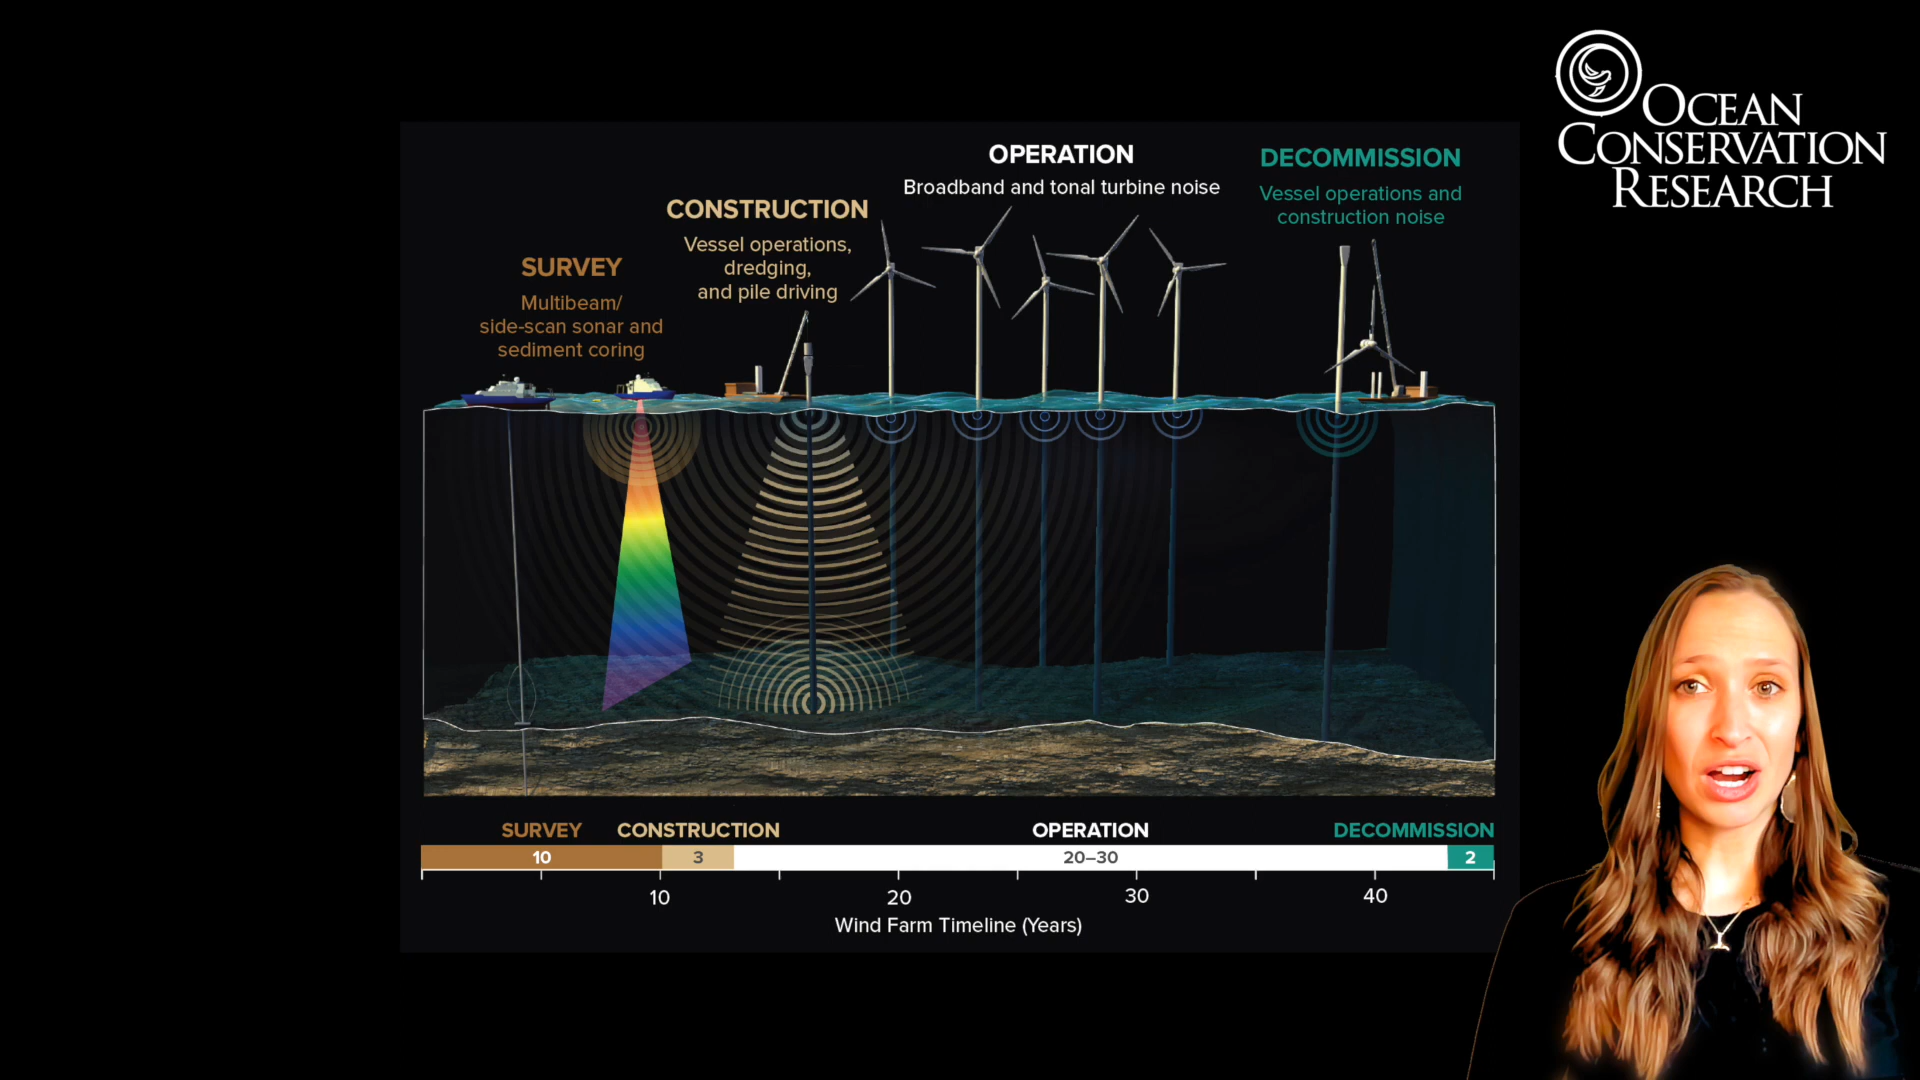 OCEAN
CONSERVATION
RESEARCH
OPERATION
Broadband and tonal turbine noise
DECOMMISSION
Vessel operations and
construction noise
CONSTRUCTION
Vessel operations,
dredging,
and pile driving
SURVEY
Multibeam/
side-scan sonar and
sediment coring
SURVEY CONSTRUCTION OPERATION DECOMMISSION
10 3 20–30 2
10 20 30 40
Wind Farm Timeline (Years)